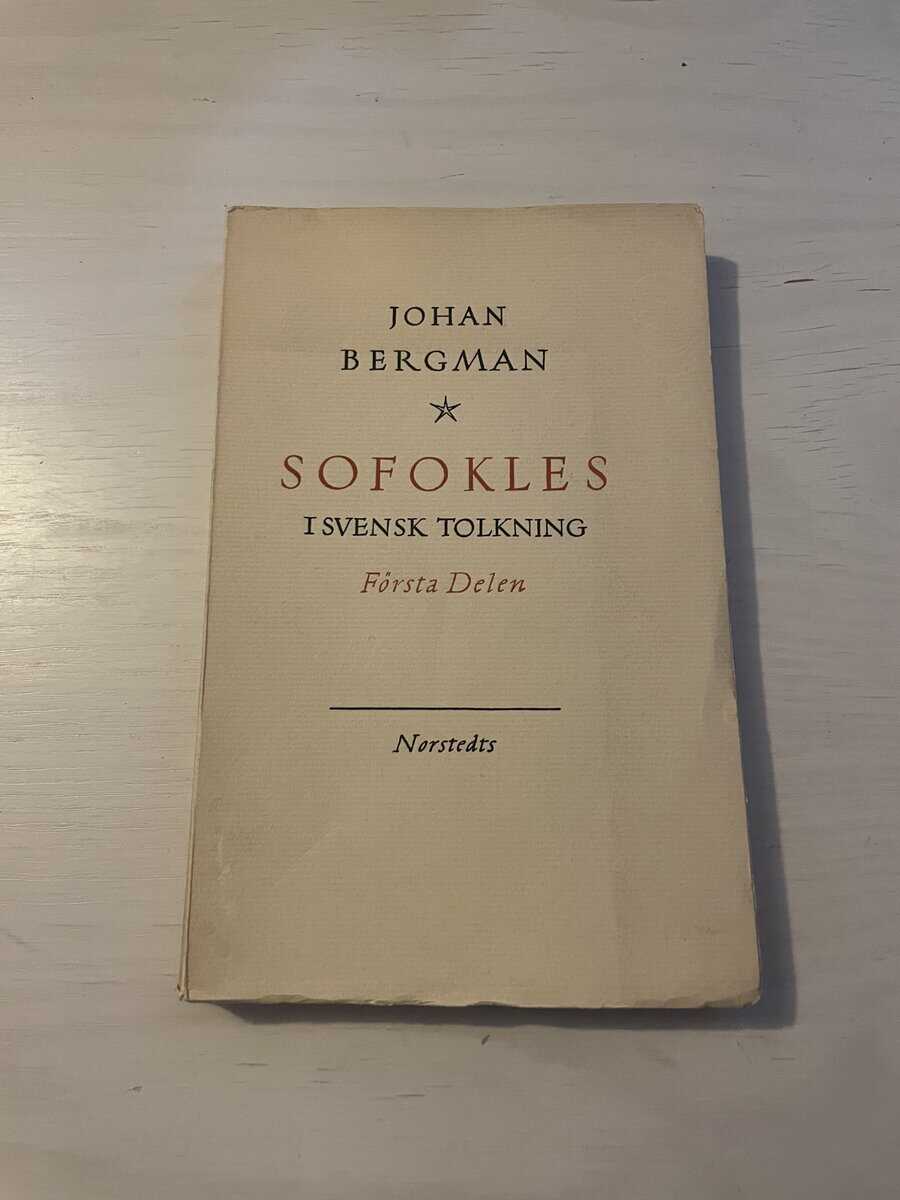 JOHAN
BERGMAN
SOFOKLES
I SVENSK TOLKNING
Första Delen
Norstedts